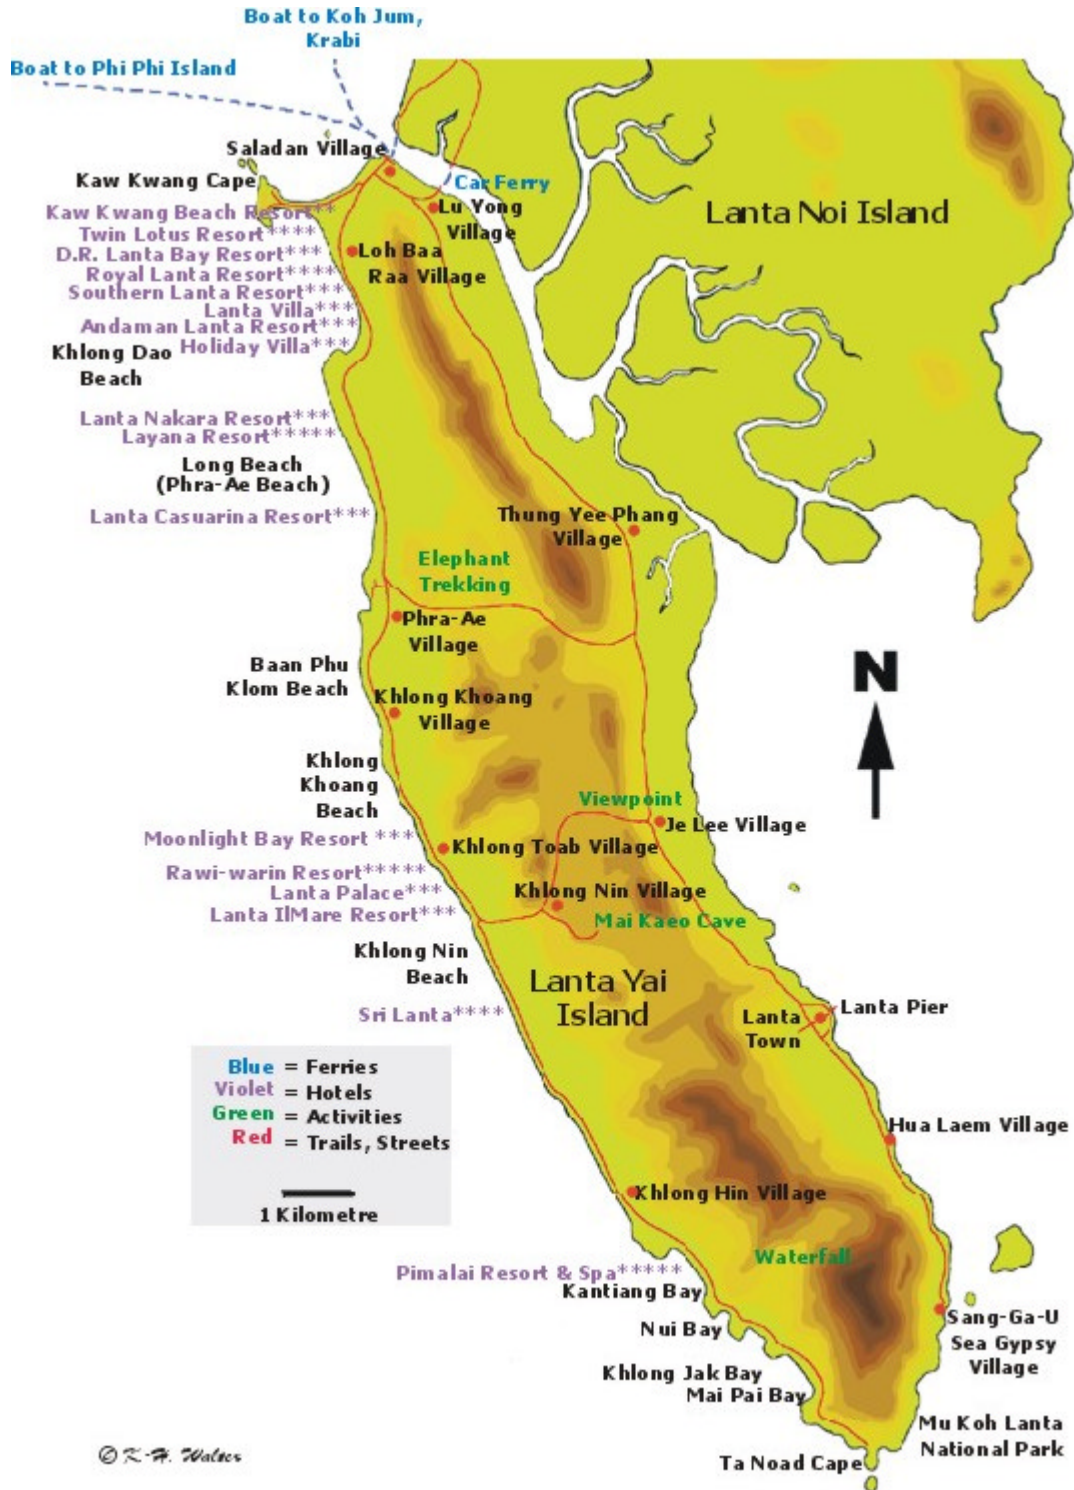 Boat to Koh Jum,
Krabi
Boat to Phi Phi Island
Saladan Village
Kaw Kwang Cape
Car Ferry
Kaw Kwang Beach Resort**
Lu Yong
Village
Lanta Noi Island
Twin Lotus Resort****
D.R. Lanta Bay Resort***
Loh Baa
Raa Village
Royal Lanta Resort****
Southern Lanta Resort***
Lanta Villa***
Andaman Lanta Resort***
Holiday Villa***
Khlong Dao
Beach
Lanta Nakara Resort***
Layana Resort*****
Long Beach
(Phra-Ae Beach)
Lanta Casuarina Resort***
Thung Yee Phang
Village
Elephant
Trekking
Phra-Ae
Village
Baan Phu
Klom Beach
N
Khlong Khoang
Village
Khlong
Khoang
Beach
Viewpoint
Je Lee Village
Moonlight Bay Resort ***
Khlong Toab Village
Rawi-warin Resort*****
Lanta Palace***
Khlong Nin Village
Lanta IlMare Resort***
Mai Kaeo Cave
Khlong Nin
Beach
Lanta Yai
Island
Sri Lanta****
Lanta Pier
Lanta
Town
Blue = Ferries
Violet = Hotels
Green = Activities
Red = Trails, Streets
1 Kilometre
Hua Laem Village
Khlong Hin Village
Waterfall
Pimalai Resort & Spa*****
Kantiang Bay
Nui Bay
Sang-Ga-U
Sea Gypsy
Village
Khlong Jak Bay
Mai Pai Bay
Mu Koh Lanta
National Park
Ta Noad Cape
© K-H. Walter